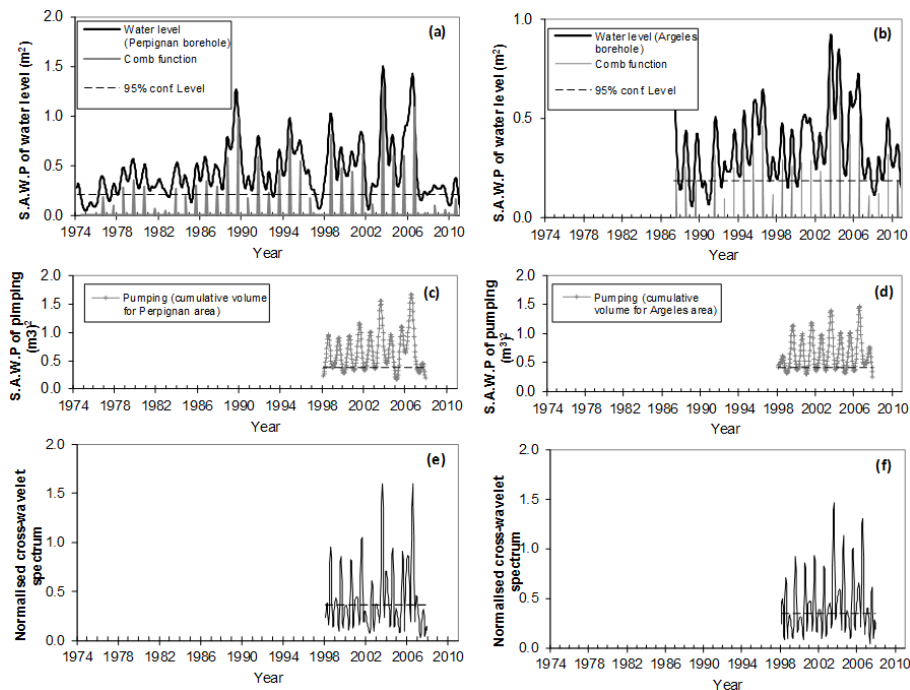 S.A.W.P of water level (m²)
2.0
1.5
1.0
0.5
0.0
Water level
(Perpignan borehole)
Comb function
95% conf Level
(a)
1974 1978 1982 1986 1990 1994 1998 2002 2006 2010
Year
S.A.W.P of water level (m²)
1.0
0.5
0.0
Water level (Argeles
borehole)
Comb function
95% conf Level
(b)
1974 1978 1982 1986 1990 1994 1998 2002 2006 2010
Year
S.A.W.P of pimping
(m3)²
2.0
1.5
1.0
0.5
0.0
Pumping (cumulative volume
for Perpignan area)
(c)
1974 1978 1982 1986 1990 1994 1998 2002 2006 2010
Year
S.A.W.P of pumping
(m3)²
2.0
1.5
1.0
0.5
0.0
Pumping (cumulative
volume for Argeles area)
(d)
1974 1978 1982 1986 1990 1994 1998 2002 2006 2010
Year
Normalised cross-wavelet
spectrum
2.0
1.5
1.0
0.5
0.0
(e)
1974 1978 1982 1986 1990 1994 1998 2002 2006 2010
Year
Normalised cross-wavelet
spectrum
2.0
1.5
1.0
0.5
0.0
(f)
1974 1978 1982 1986 1990 1994 1998 2002 2006 2010
Year